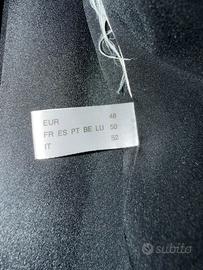 EUR 48
FR ES PT BE LU 50
IT 52
subito